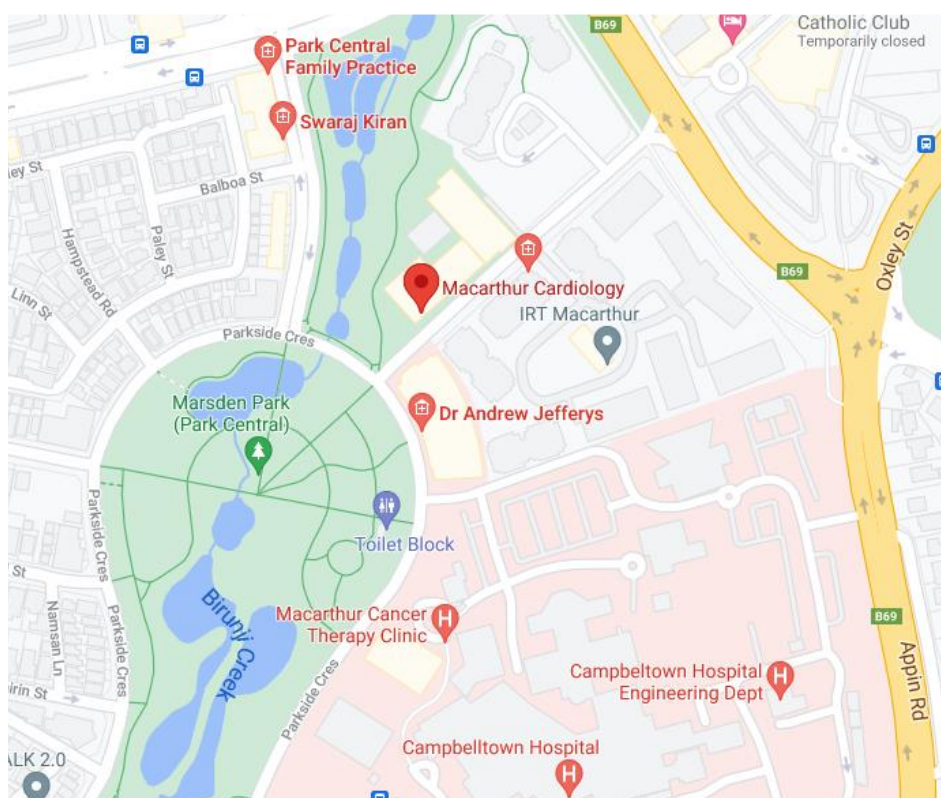 B69
Catholic Club
Temporarily closed
Park Central
Family Practice
Swaraj Kiran
ey St
Balboa St
Paley St
Hampstead Rd
Linn St
B69
Oxley St
Macarthur Cardiology
IRT Macarthur
Parkside Cres
Marsden Park
(Park Central)
Dr Andrew Jefferys
Parkside Cres
Toilet Block
St
Namsan Ln
Parkside Cres
Birunji Creek
Macarthur Cancer
Therapy Clinic
H
B69
Appin Rd
Campbeltown Hospital
Engineering Dept
H
irin St
Parkside Cres
Campbelltown Hospital
H
ALK 2.0